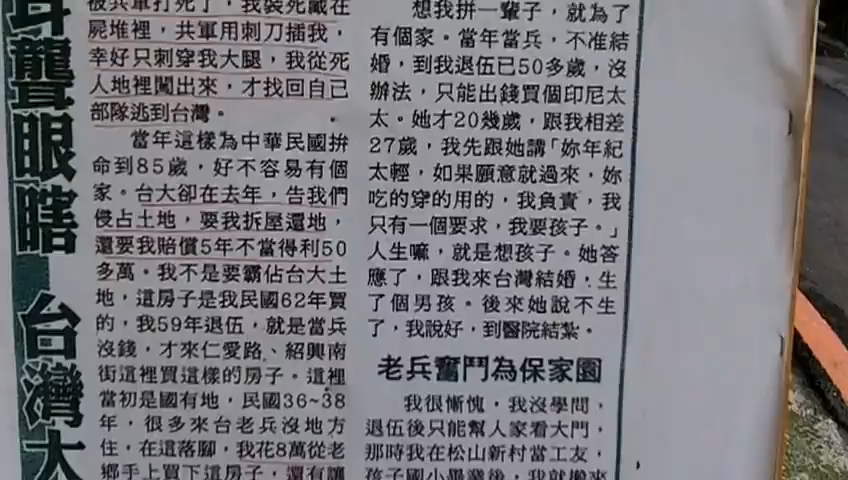 耳聾眼瞎 台灣大
被共軍打死了，我裝死藏在
屍堆裡，共軍用刺刀插我，
幸好只刺穿我大腿，我從死
人地裡闖出來，才找回自己
部隊逃到台灣。
當年這樣為中華民國拚
命到85歲，好不容易有個
家。台大卻在去年，告我們
侵占土地，要我拆屋還地，
還要我賠償5年不當得利50
多萬。我不是要霸佔台大土
地，這房子是我民國62年買
的，我59年退伍，就是當兵
沒錢，才來仁愛路、紹興南
街這裡買這樣的房子。這裡
當初是國有地，民國36~38
年，很多來台老兵沒地方
住，在這落腳，我花8萬從老
鄉手上買下這房子，還有讓
想我拼一輩子，就為了
有個家。當年當兵，不准結
婚，到我退伍已50多歲，沒
辦法，只能出錢買個印尼太
太。她才20幾歲，跟我相差
27歲，我先跟她講「妳年紀
太輕，如果願意就過來，妳
吃的穿的用的，我負責，我
只有一個要求，我要孩子。」
人生嘛，就是想孩子。她答
應了，跟我來台灣結婚，生
了個男孩。後來她說不生
了，我說好，到醫院結紮。
老兵奮鬥為保家園
我很慚愧，我沒學問，
退伍後只能幫人家看大門，
那時我在松山新村當工友，
孩子國小畢業後，我就搬來